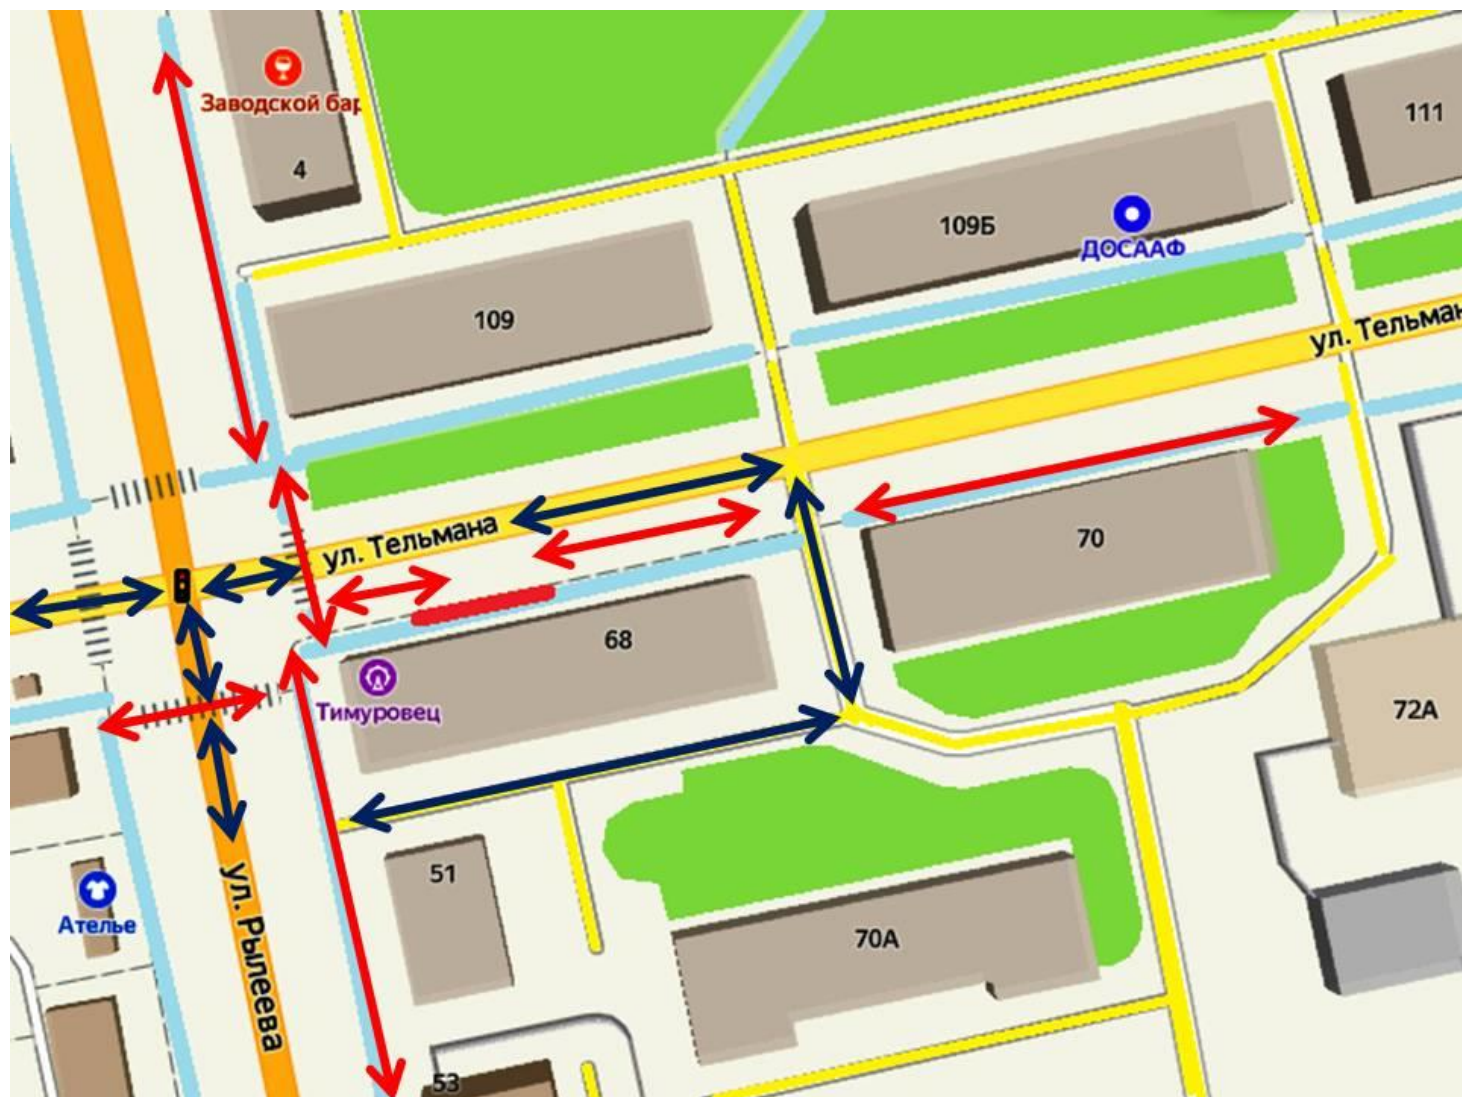 Заводской бар
4
111
109Б
ДОСААФ
109
ул. Тельман
ул. Тельмана
70
68
Тимуровец
72А
51
Ателье
ул. Рылеева
70А
53